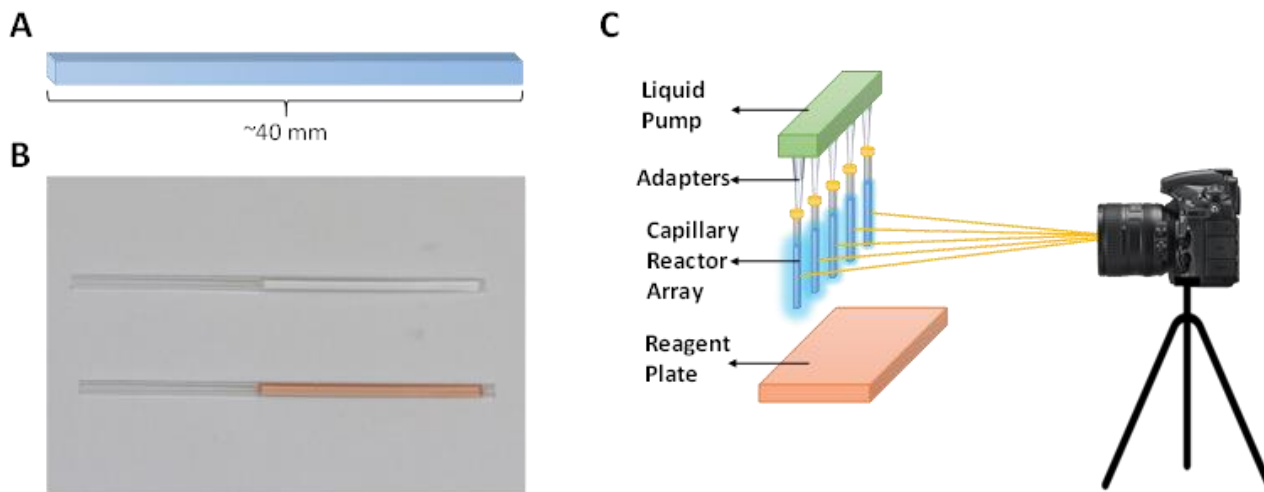 A
~40 mm
B
C
Liquid
Pump
Adapters
Capillary
Reactor
Array
Reagent
Plate